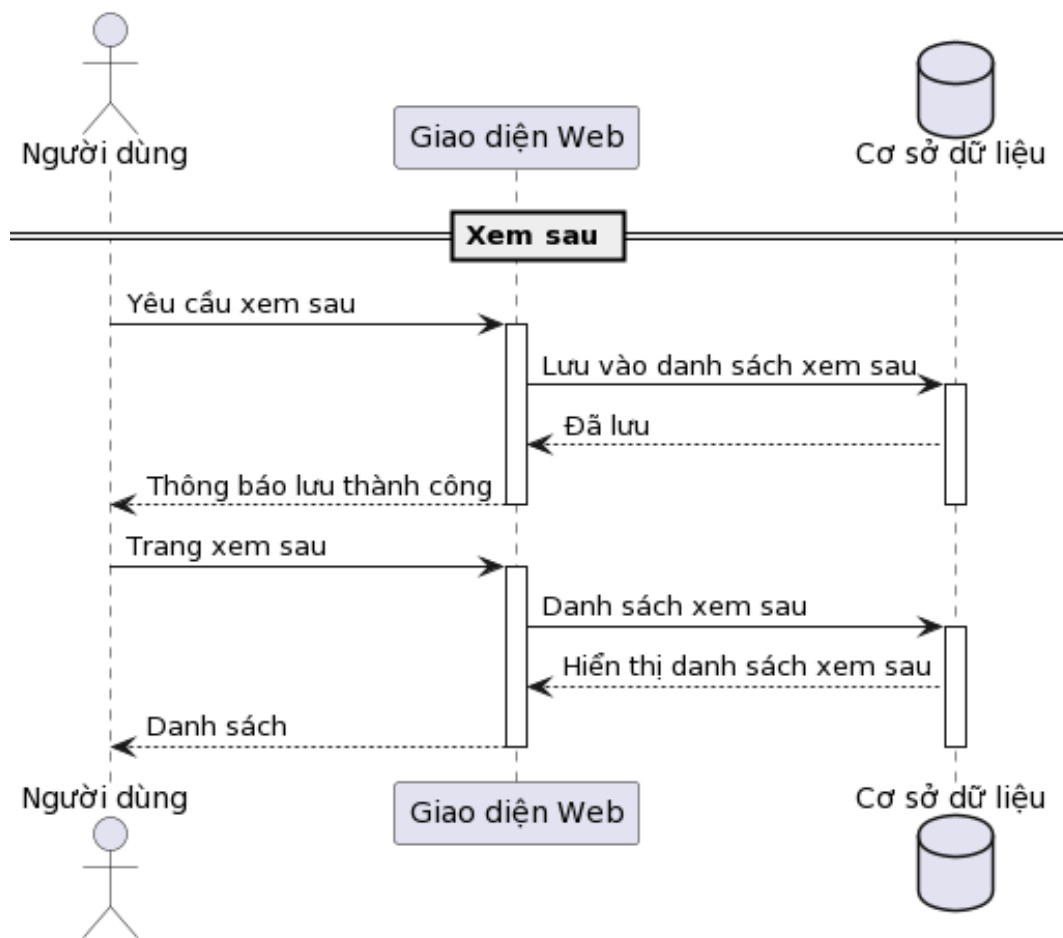 Người dùng
Giao diện Web
Cơ sở dữ liệu
Xem sau
Yêu cầu xem sau
Lưu vào danh sách xem sau
Đã lưu
Thông báo lưu thành công
Trang xem sau
Danh sách xem sau
Hiển thị danh sách xem sau
Danh sách
Người dùng
Giao diện Web
Cơ sở dữ liệu